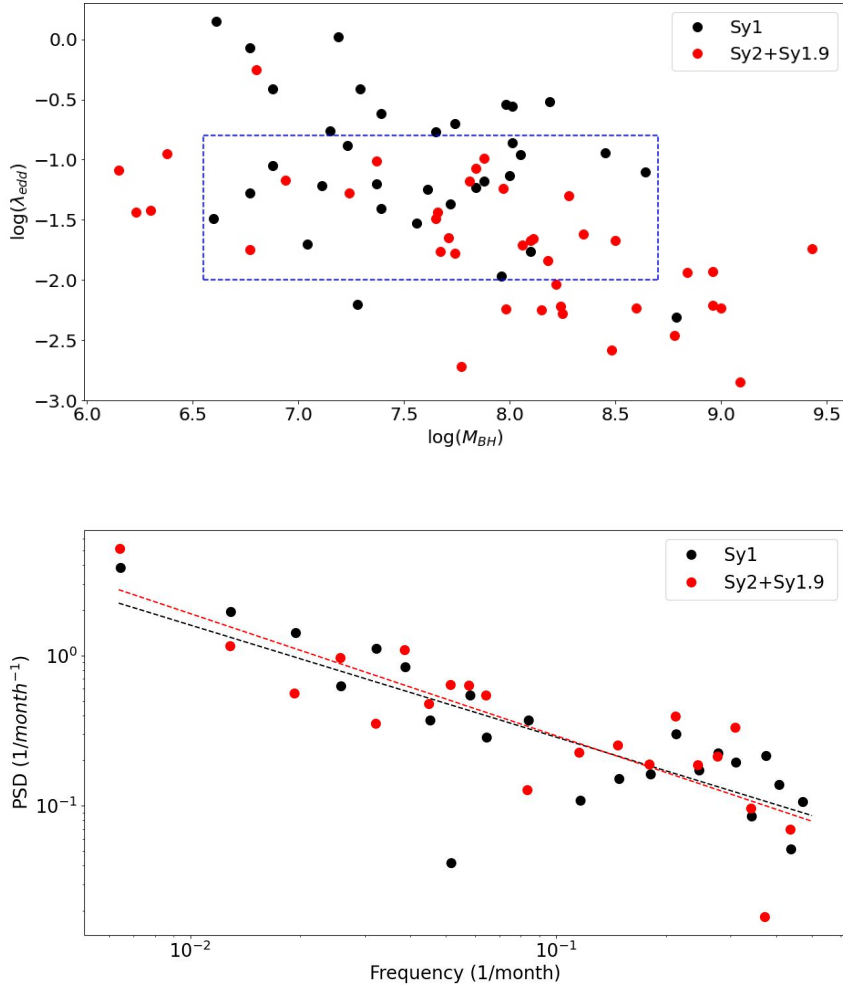 Sy1
Sy2+Sy1.9
log(λ_edd)
0.0
−0.5
−1.0
−1.5
−2.0
−2.5
−3.0
6.0 6.5 7.0 7.5 8.0 8.5 9.0 9.5
log(M_BH)
Sy1
Sy2+Sy1.9
PSD (1/month⁻¹)
10⁰
10⁻¹
10⁻² 10⁻¹
Frequency (1/month)